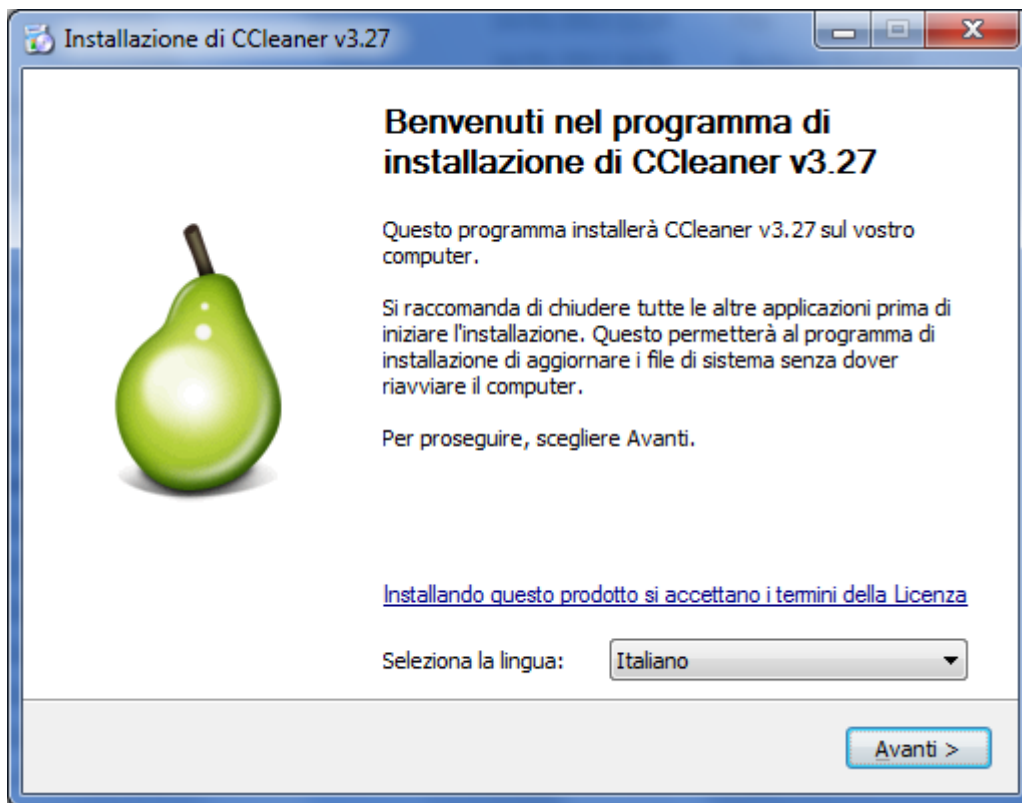 Installazione di CCleaner v3.27
Benvenuti nel programma di
installazione di CCleaner v3.27
Questo programma installerà CCleaner v3.27 sul vostro
computer.
Si raccomanda di chiudere tutte le altre applicazioni prima di
iniziare l'installazione. Questo permetterà al programma di
installazione di aggiornare i file di sistema senza dover
riavviare il computer.
Per proseguire, scegliere Avanti.
Installando questo prodotto si accettano i termini della Licenza
Seleziona la lingua: Italiano
Avanti >